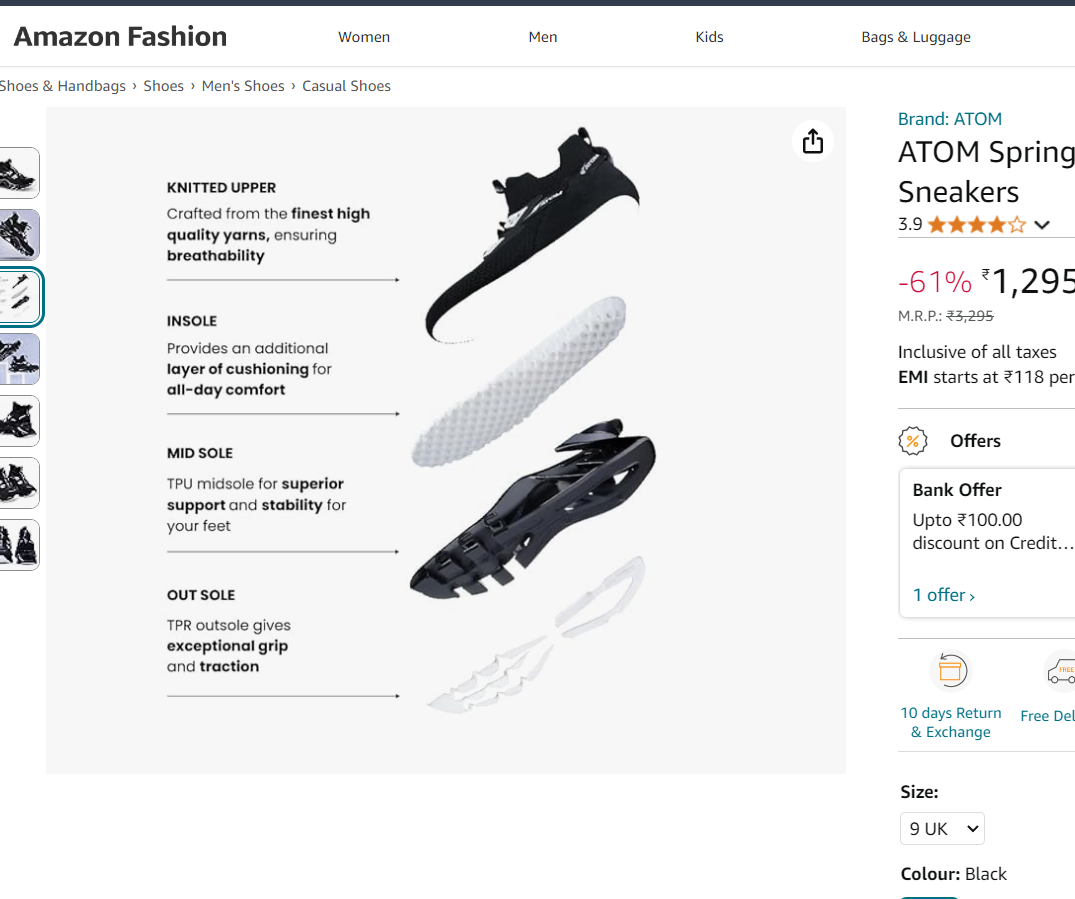 Amazon Fashion
Women
Men
Kids
Bags & Luggage
Shoes & Handbags › Shoes › Men's Shoes › Casual Shoes
KNITTED UPPER
Crafted from the finest high
quality yarns, ensuring
breathability
INSOLE
Provides an additional
layer of cushioning for
all-day comfort
MID SOLE
TPU midsole for superior
support and stability for
your feet
OUT SOLE
TPR outsole gives
exceptional grip
and traction
ATOM
ATOM
Brand: ATOM
ATOM Spring
Sneakers
3.9
-61% ₹1,295
M.R.P.: ₹3,295
Inclusive of all taxes
EMI starts at ₹118 per
Offers
Bank Offer
Upto ₹100.00
discount on Credit…
1 offer ›
10 days Return
& Exchange
FREE
Free Del
Size:
9 UK
Colour: Black